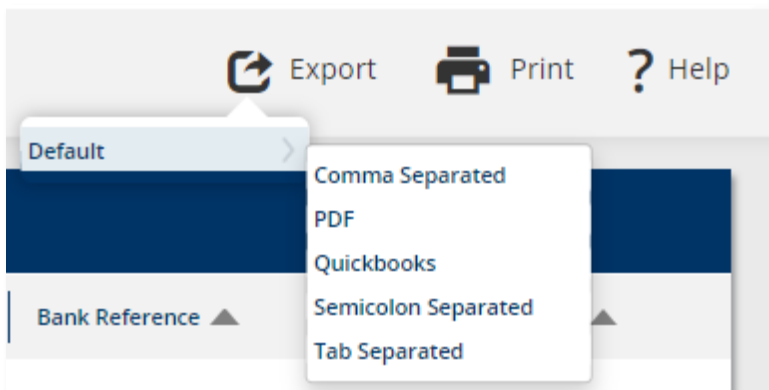 Export Print ? Help
Default
Comma Separated
PDF
Quickbooks
Semicolon Separated
Tab Separated
Bank Reference